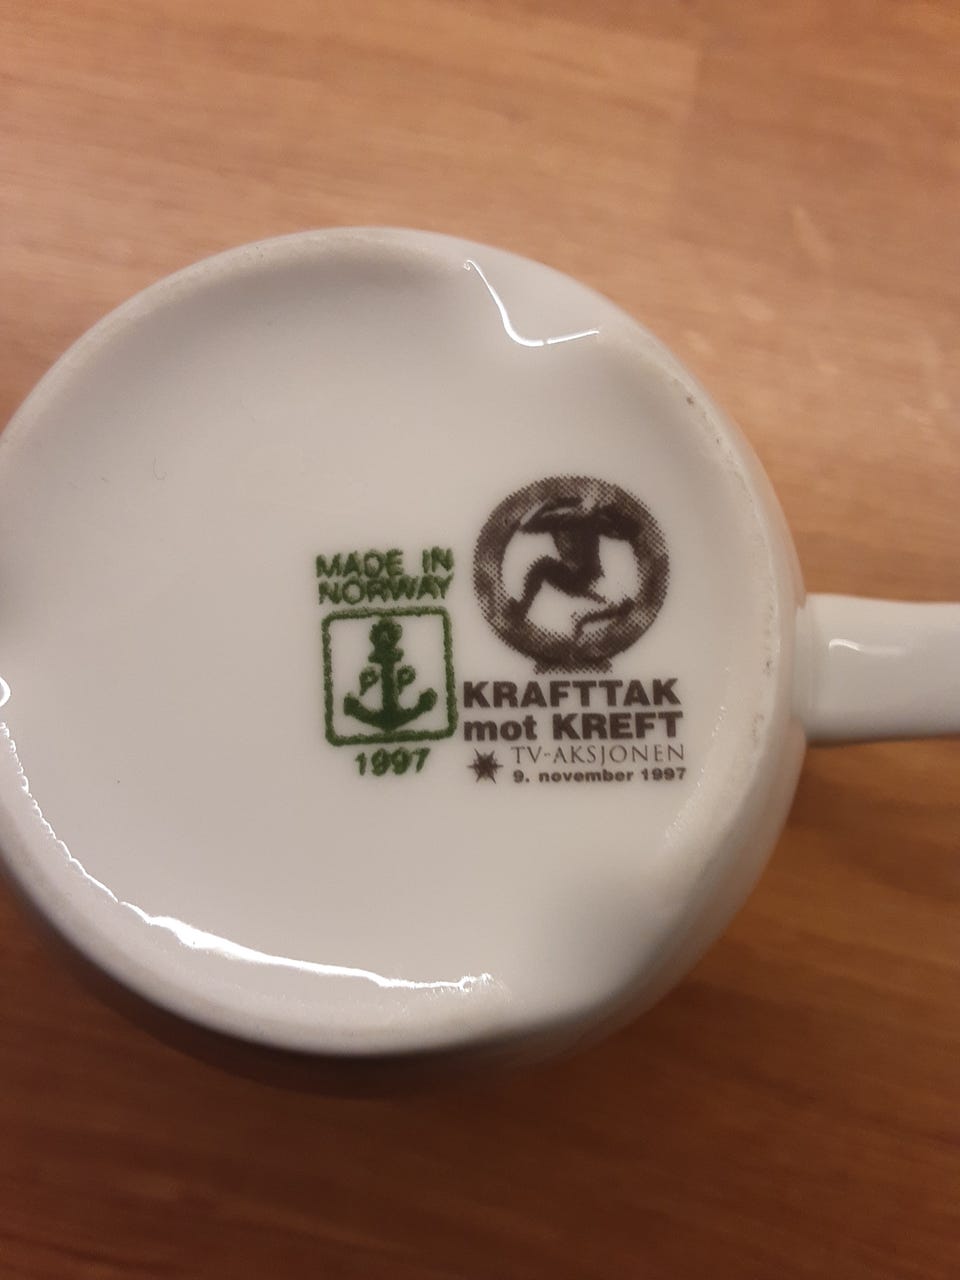 MADE IN
NORWAY
P P
1997
KRAFTTAK
mot KREFT
TV-AKSJONEN
9. november 1997